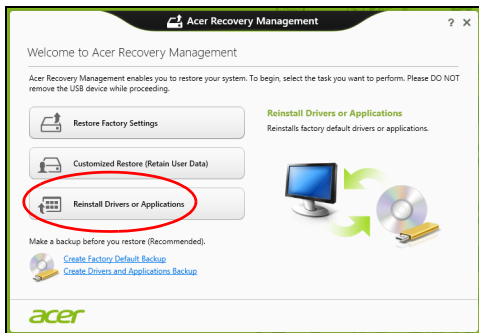 Acer Recovery Management
? ✕
Welcome to Acer Recovery Management
Acer Recovery Management enables you to restore your system. To begin, select the task you want to perform. Please DO NOT
remove the USB device while proceeding.
Restore Factory Settings
Customized Restore (Retain User Data)
Reinstall Drivers or Applications
Reinstall Drivers or Applications
Reinstalls factory default drivers or applications.
Make a backup before you restore (Recommended).
Create Factory Default Backup
Create Drivers and Applications Backup
acer